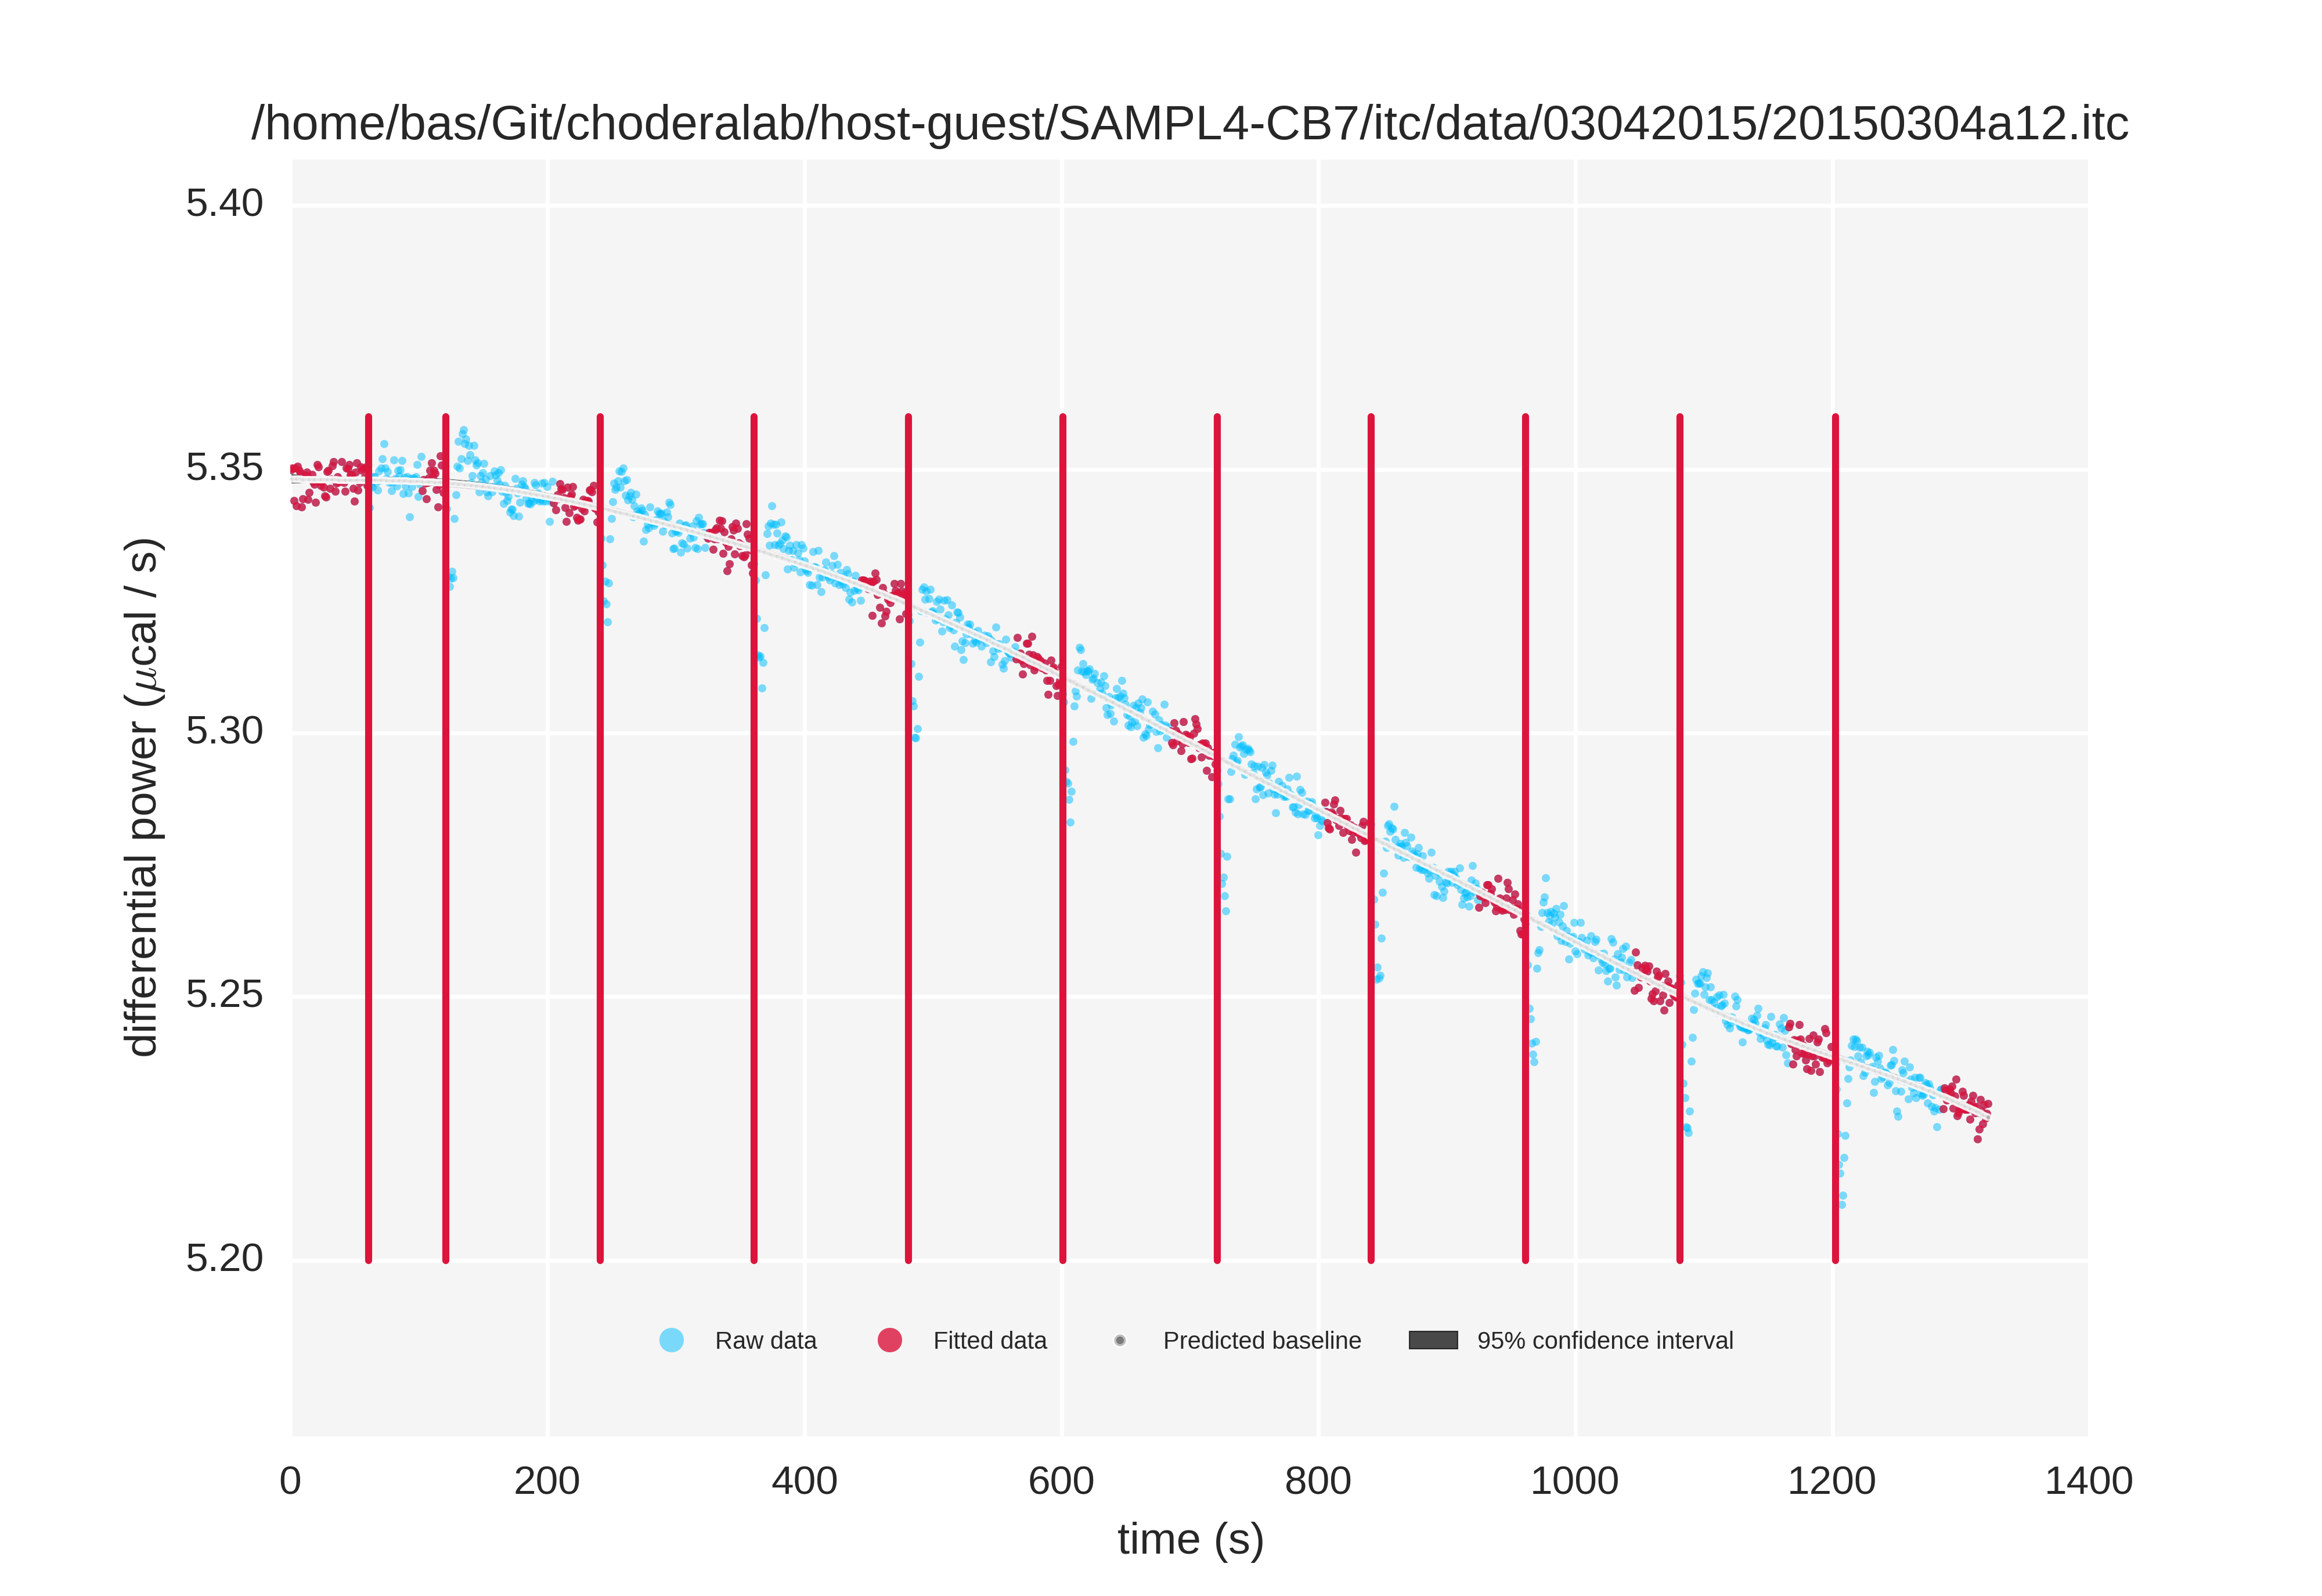 /home/bas/Git/choderalab/host-guest/SAMPL4-CB7/itc/data/03042015/20150304a12.itc
5.40
5.35
5.30
5.25
5.20
differential power (μcal / s)
Raw data Fitted data Predicted baseline 95% confidence interval
0 200 400 600 800 1000 1200 1400
time (s)